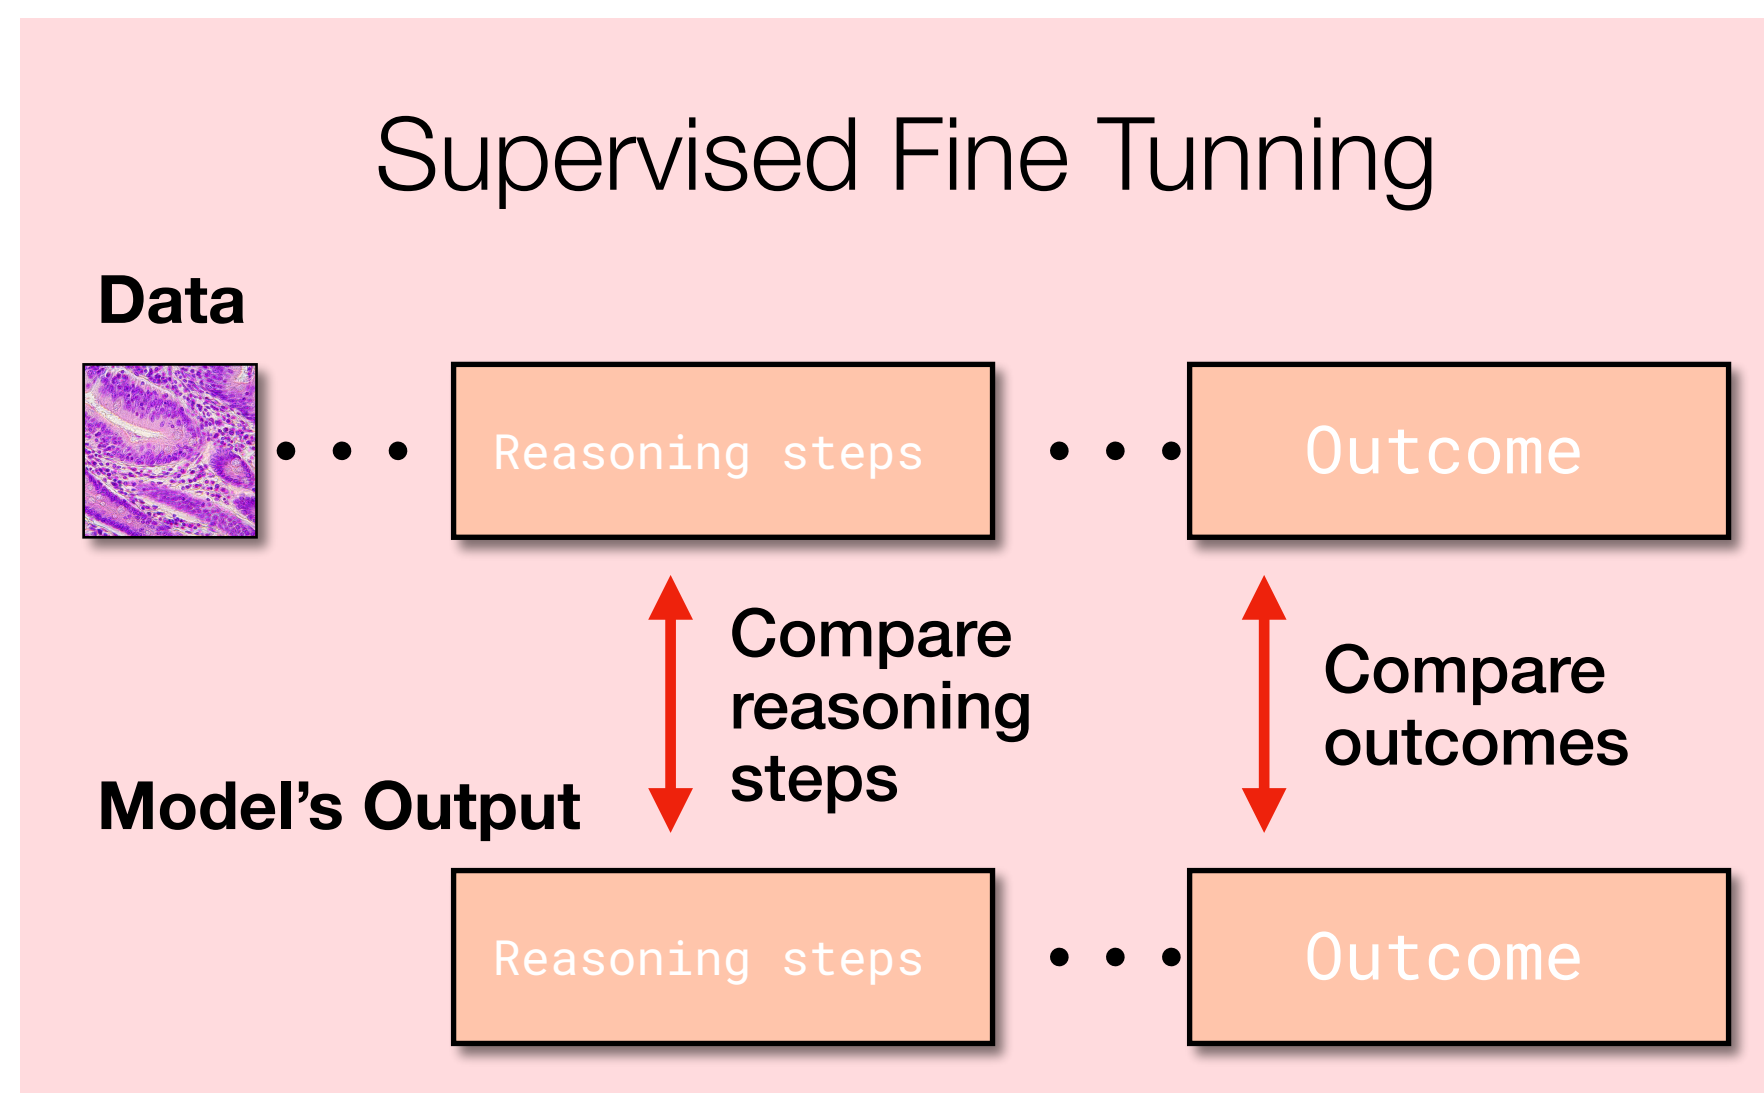 Supervised Fine Tunning
Data
Reasoning steps
Outcome
Compare
reasoning
steps
Compare
outcomes
Model’s Output
Reasoning steps
Outcome